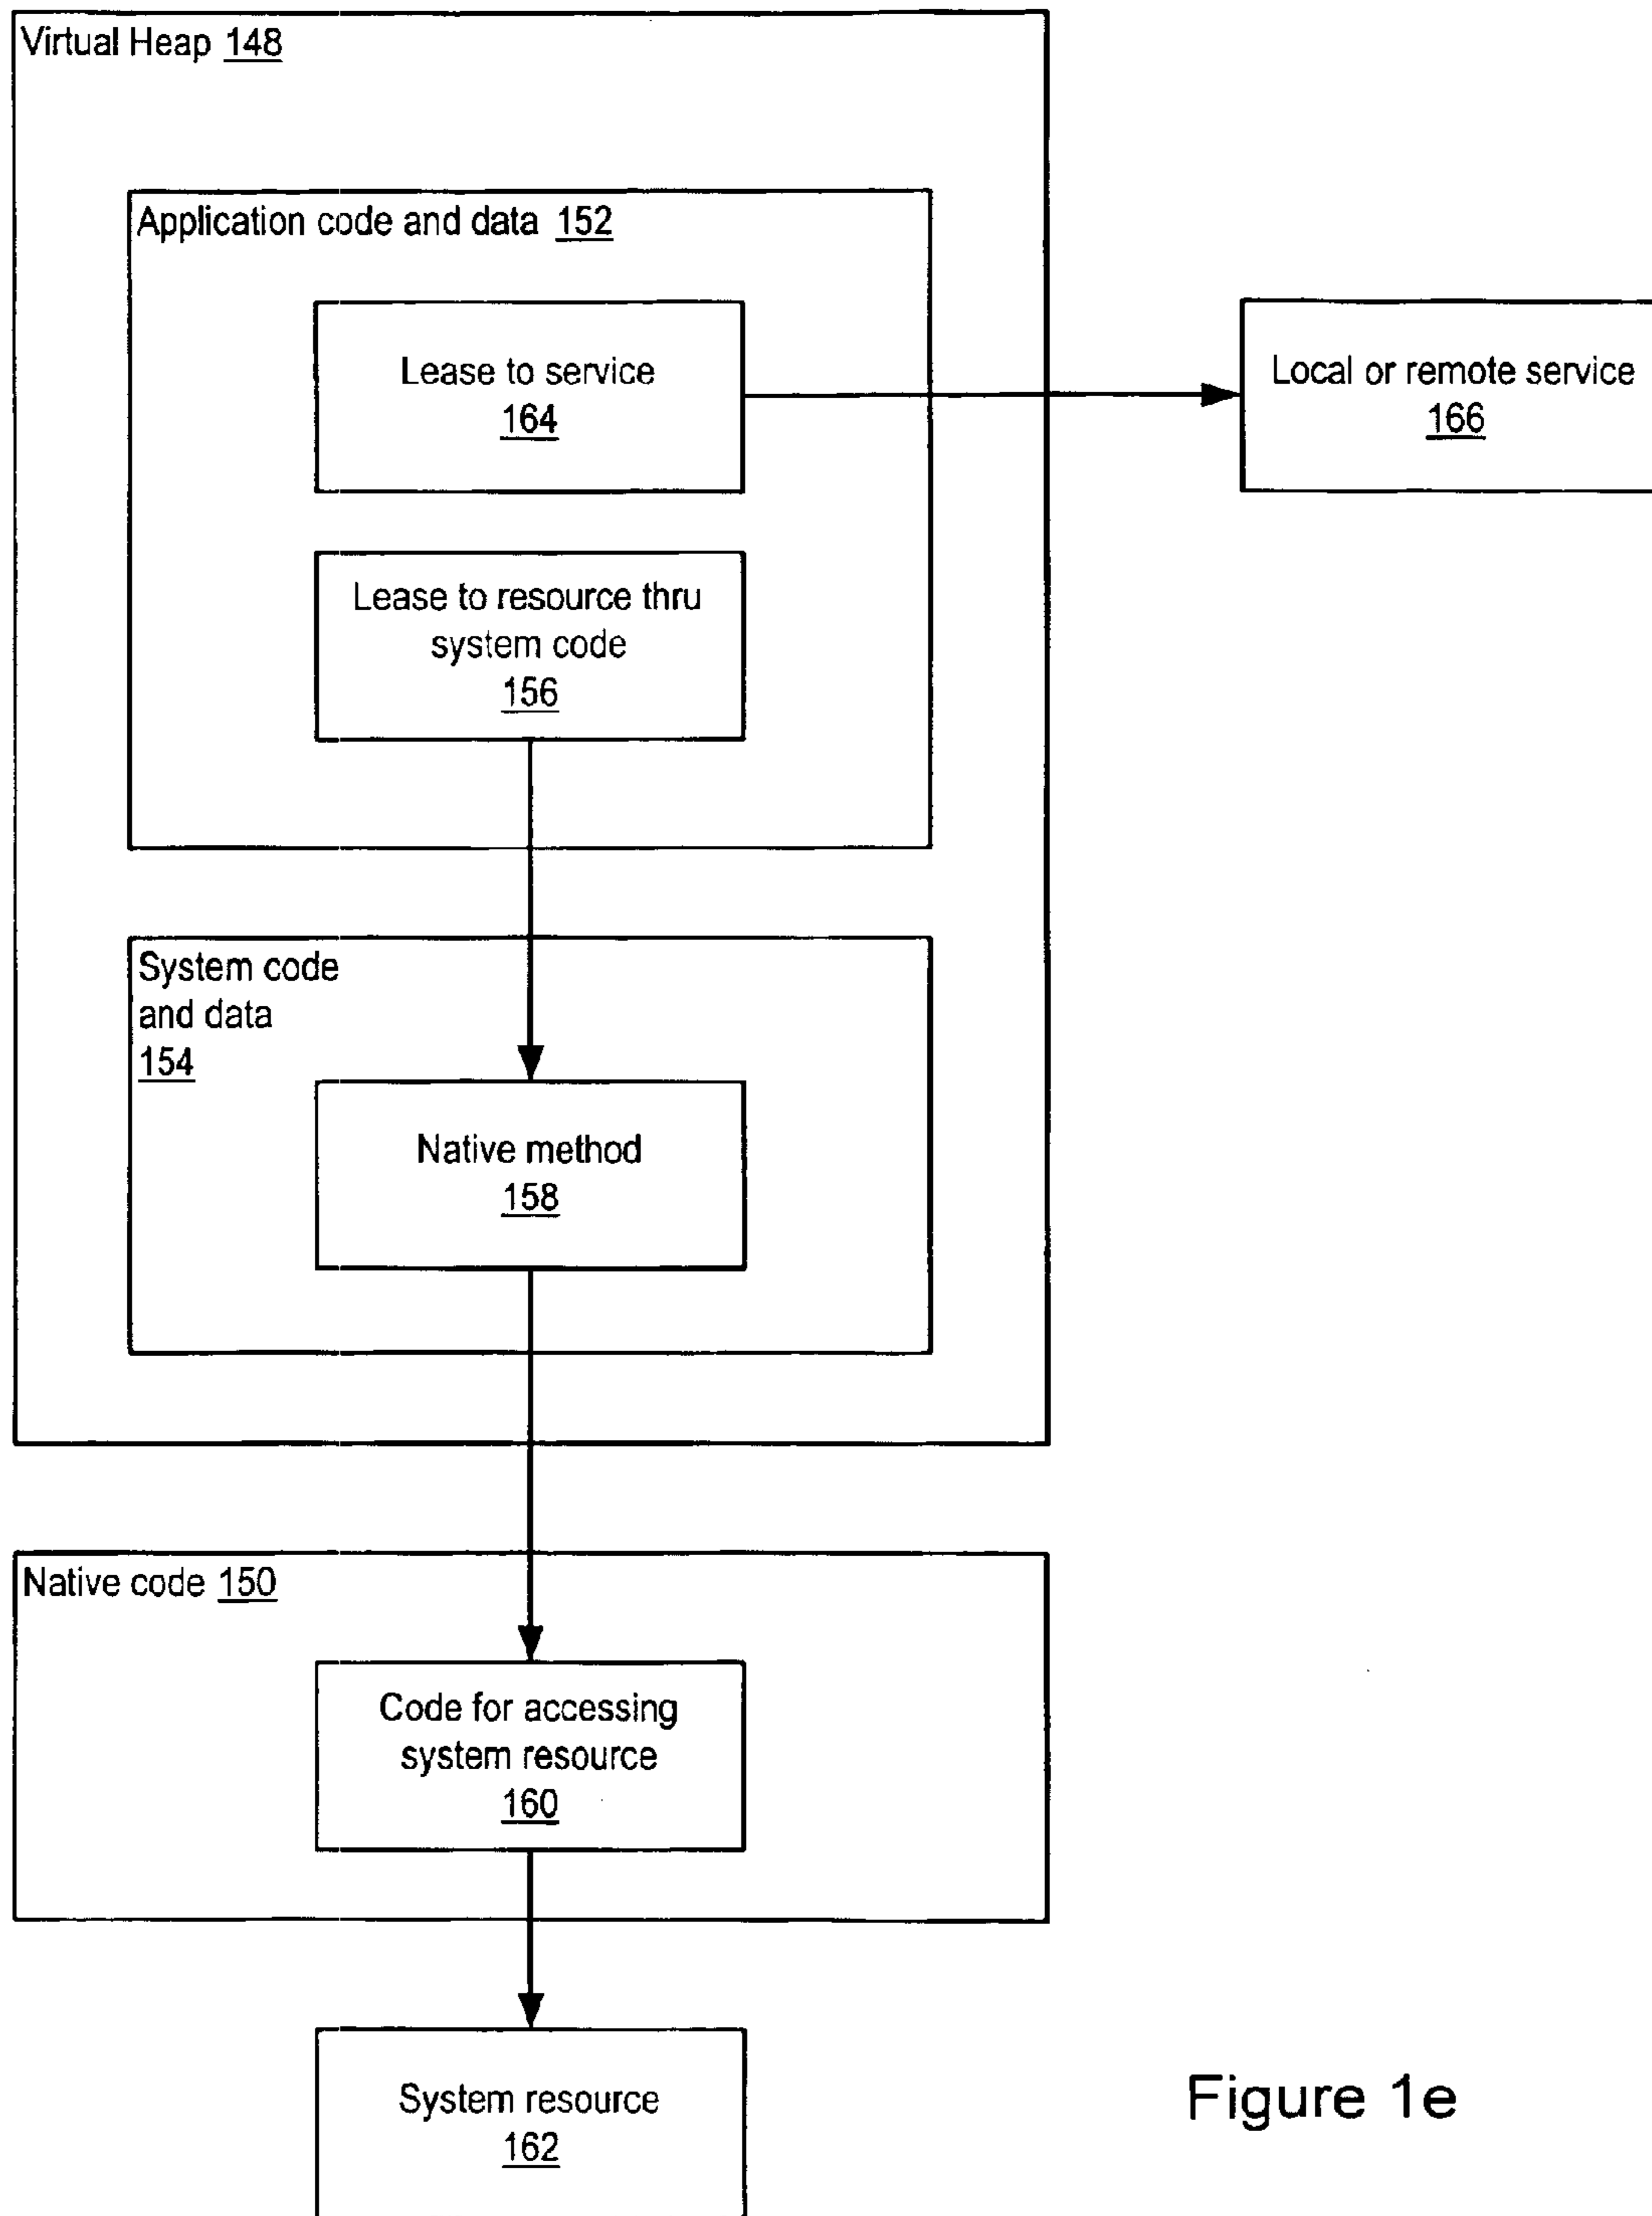 Virtual Heap 148
Application code and data 152
Lease to service
164
Local or remote service
166
Lease to resource thru
system code
156
System code
and data
154
Native method
158
Native code 150
Code for accessing
system resource
160
System resource
162
Figure 1e